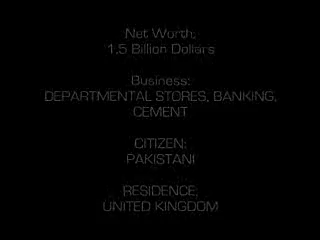 Net Worth:
1.5 Billion Dollars
Business:
DEPARTMENTAL STORES, BANKING,
CEMENT
CITIZEN:
PAKISTANI
RESIDENCE:
UNITED KINGDOM